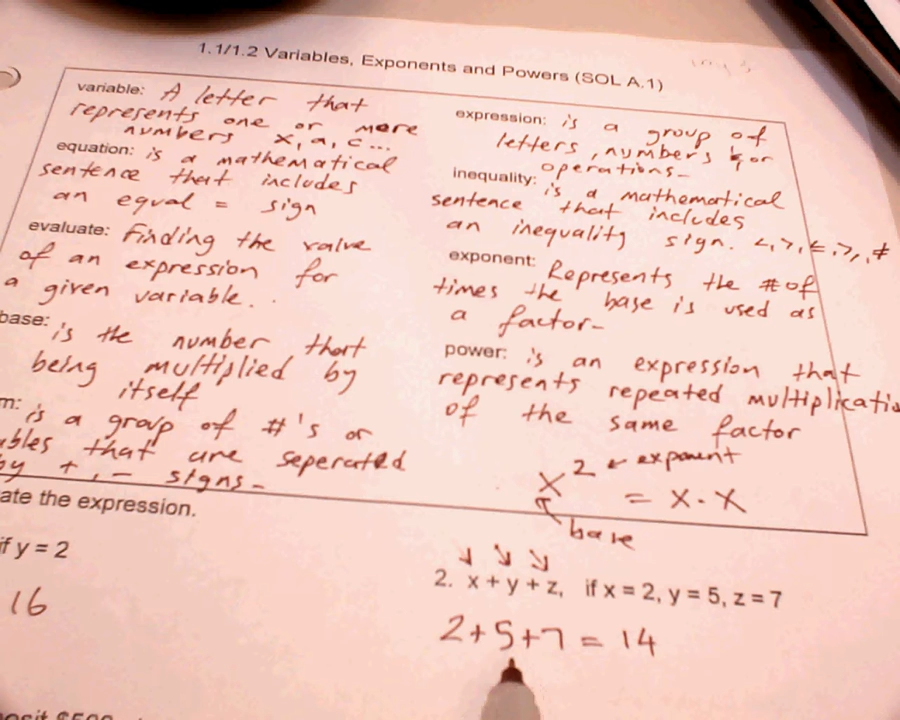 1.1/1.2 Variables, Exponents and Powers (SOL A.1)
variable: A letter that
represents one or more
numbers x, a, c...
equation: is a mathematical
sentence that includes
an equal = sign
evaluate: Finding the value
of an expression for
a given variable.
base: is the number that
being multiplied by
itself
m: is a group of #'s or
ables that are seperated
by +, - signs-
expression: is a group of
letters, numbers &/or
operations-
inequality: is a mathematical
sentence that includes
an inequality sign. <, >, ≤, ≥, ≠
exponent: Represents the # of
times the base is used as
a factor-
power: is an expression that
represents repeated multiplicatio
of the same factor
x² ← exponent
= x·x
base
ate the expression.
if y = 2
16
2. x + y + z, if x = 2, y = 5, z = 7
2+5+7 = 14
posit $500